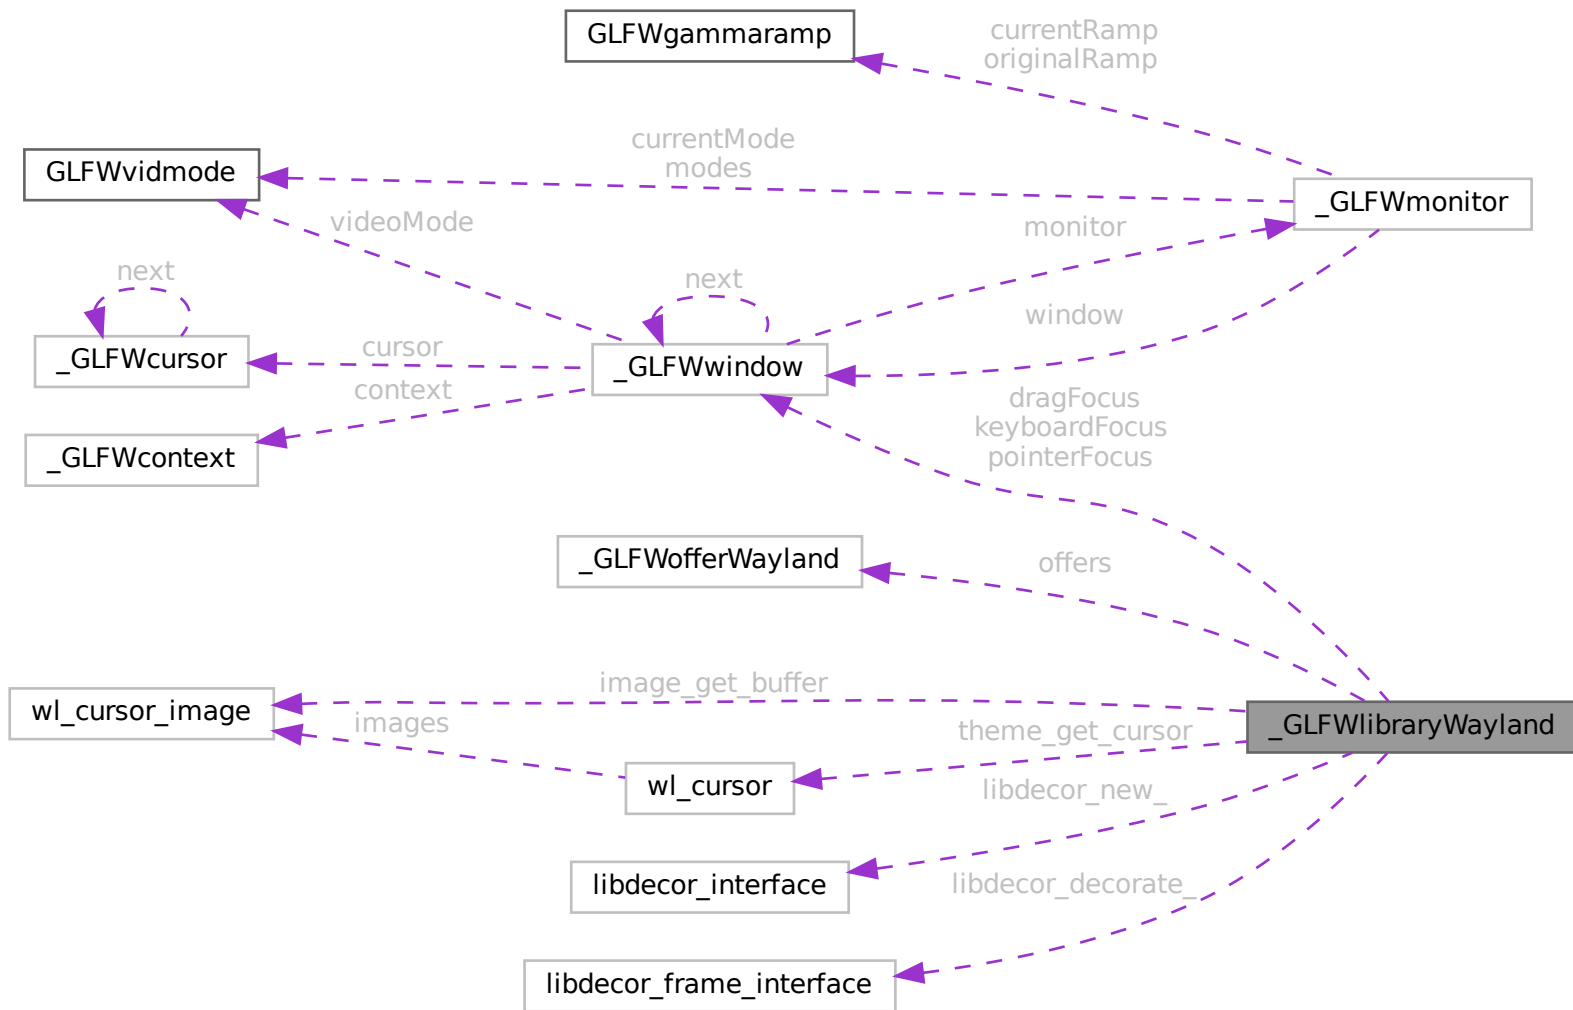 GLFWgammaramp
currentRamp
originalRamp
currentMode
modes
GLFWvidmode
_GLFWmonitor
videoMode
monitor
next
next
window
_GLFWcursor
cursor
_GLFWwindow
context
dragFocus
keyboardFocus
pointerFocus
_GLFWcontext
_GLFWofferWayland
offers
image_get_buffer
wl_cursor_image
images
theme_get_cursor
_GLFWlibraryWayland
wl_cursor
libdecor_new_
libdecor_interface
libdecor_decorate_
libdecor_frame_interface